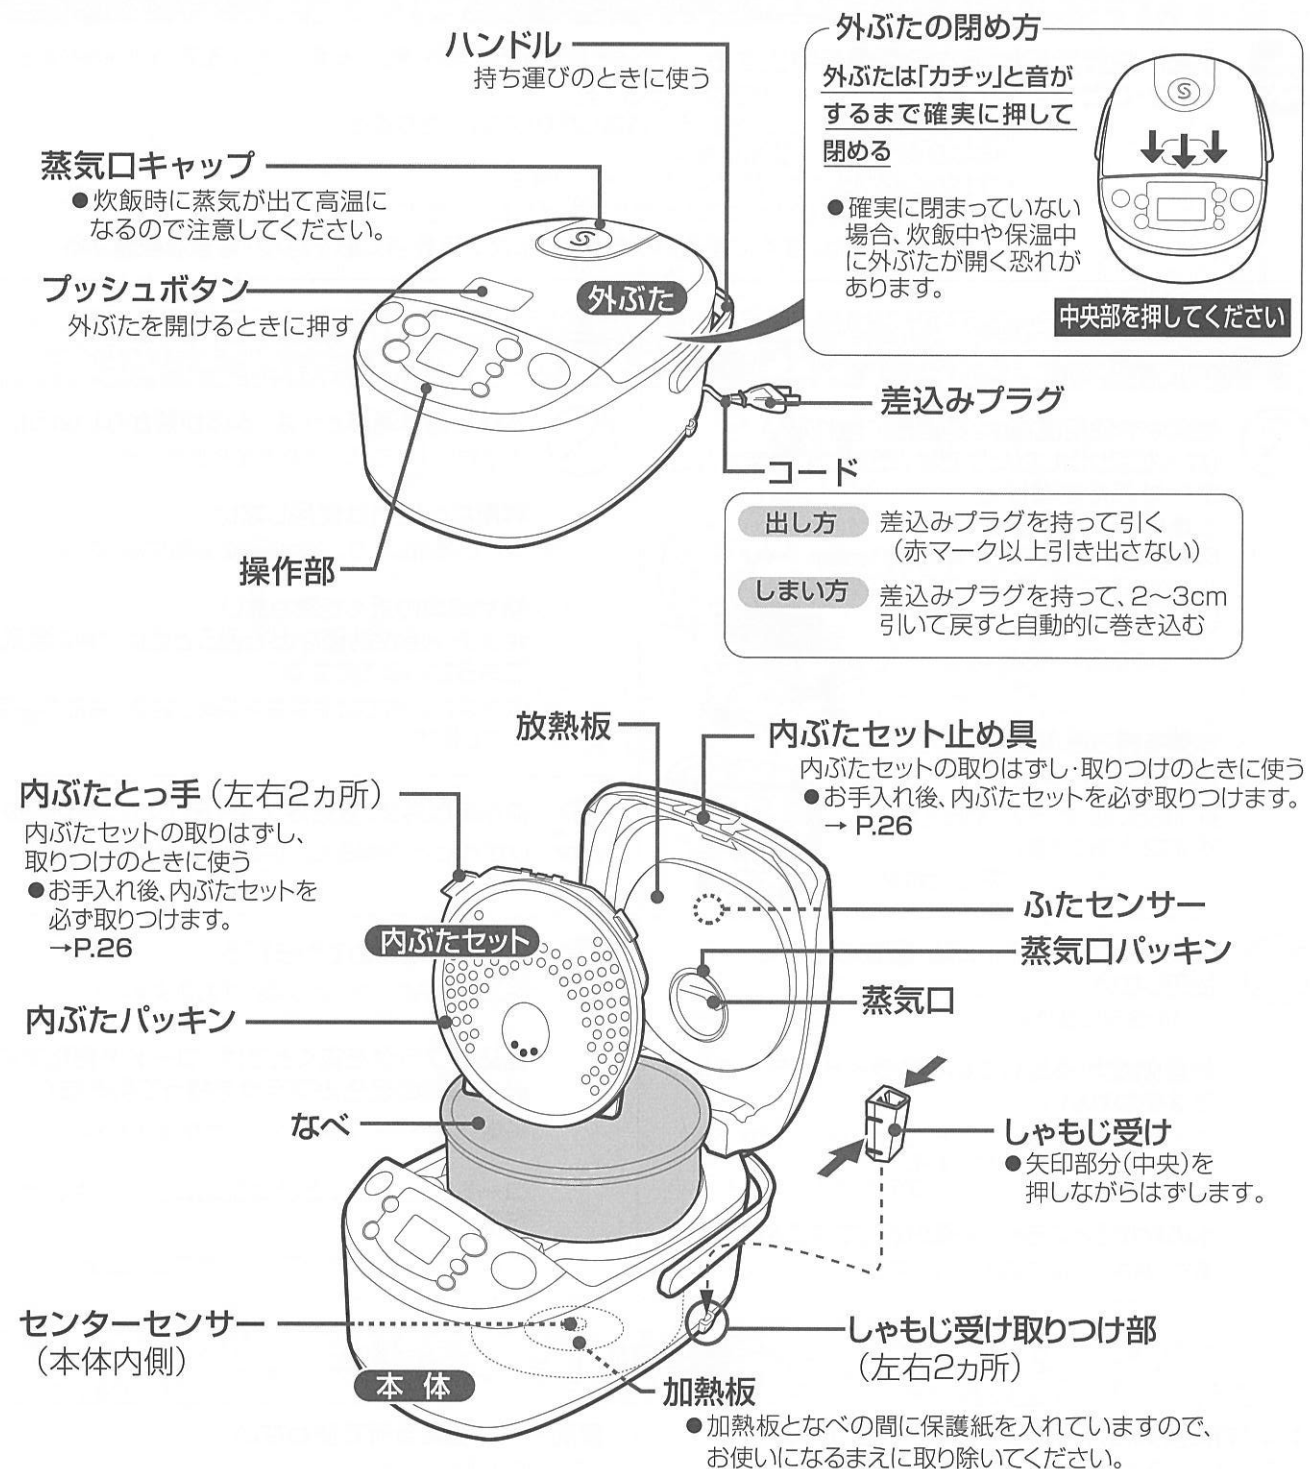 ハンドル
持ち運びのときに使う
蒸気口キャップ
●炊飯時に蒸気が出て高温に
なるので注意してください。
プッシュボタン
外ぶたを開けるときに押す
外ぶた
操作部
外ぶたの閉め方
外ぶたは「カチッ」と音が
するまで確実に押して
閉める
●確実に閉まっていない
場合、炊飯中や保温中
に外ぶたが開く恐れが
あります。
中央部を押してください
差込みプラグ
コード
出し方 差込みプラグを持って引く
（赤マーク以上引き出さない）
しまい方 差込みプラグを持って、2〜3cm
引いて戻すと自動的に巻き込む
放熱板
内ぶたセット止め具
内ぶたセットの取りはずし・取りつけのときに使う
●お手入れ後、内ぶたセットを必ず取りつけます。
→ P.26
内ぶたとっ手（左右2ヵ所）
内ぶたセットの取りはずし、
取りつけのときに使う
●お手入れ後、内ぶたセットを
必ず取りつけます。
→P.26
内ぶたセット
ふたセンサー
蒸気口パッキン
蒸気口
内ぶたパッキン
なべ
しゃもじ受け
●矢印部分（中央）を
押しながらはずします。
センターセンサー
（本体内側）
本体
しゃもじ受け取りつけ部
（左右2ヵ所）
加熱板
●加熱板となべの間に保護紙を入れていますので、
お使いになるまえに取り除いてください。